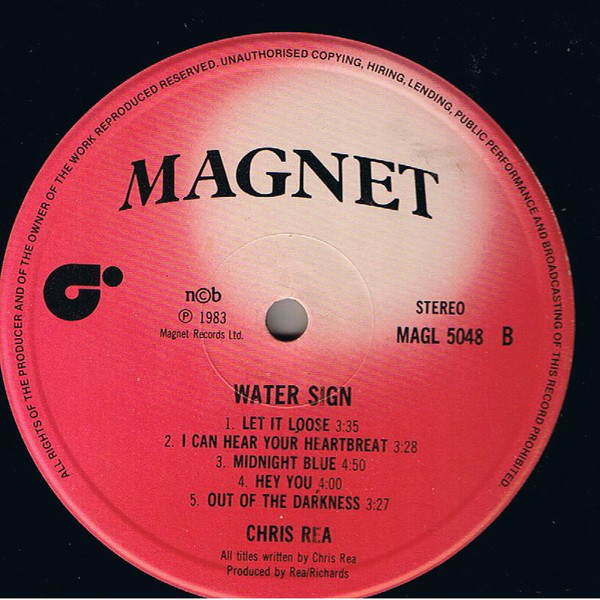 ALL RIGHTS OF THE PRODUCER AND OF THE OWNER OF THE WORK REPRODUCED RESERVED. UNAUTHORISED COPYING, HIRING, LENDING, PUBLIC PERFORMANCE AND BROADCASTING OF THIS RECORD PROHIBITED.
MAGNET
n©b
℗ 1983
Magnet Records Ltd.
STEREO
MAGL 5048 B
WATER SIGN
1. LET IT LOOSE 3:35
2. I CAN HEAR YOUR HEARTBREAT 3:28
3. MIDNIGHT BLUE 4:50
4. HEY YOU 4:00
5. OUT OF THE DARKNESS 3:27
CHRIS REA
All titles written by Chris Rea
Produced by Rea/Richards